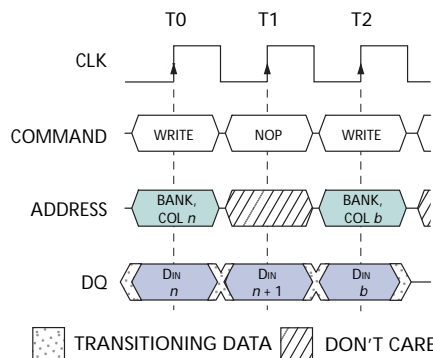 T0 T1 T2
CLK
COMMAND WRITE NOP WRITE
ADDRESS BANK, COL n BANK, COL b
DQ DIN n DIN n + 1 DIN b
TRANSITIONING DATA DON'T CARE